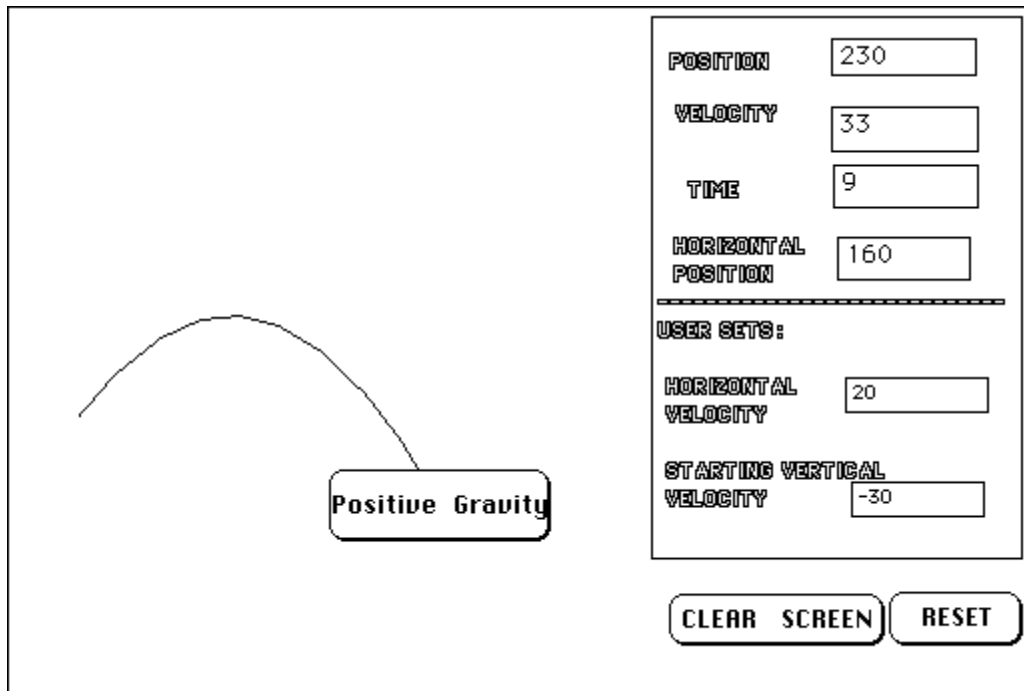 POSITION
230
VELOCITY
33
TIME
9
HORIZONTAL
POSITION
160
USER SETS:
HORIZONTAL
VELOCITY
20
STARTING VERTICAL
VELOCITY
-30
Positive Gravity
CLEAR SCREEN
RESET